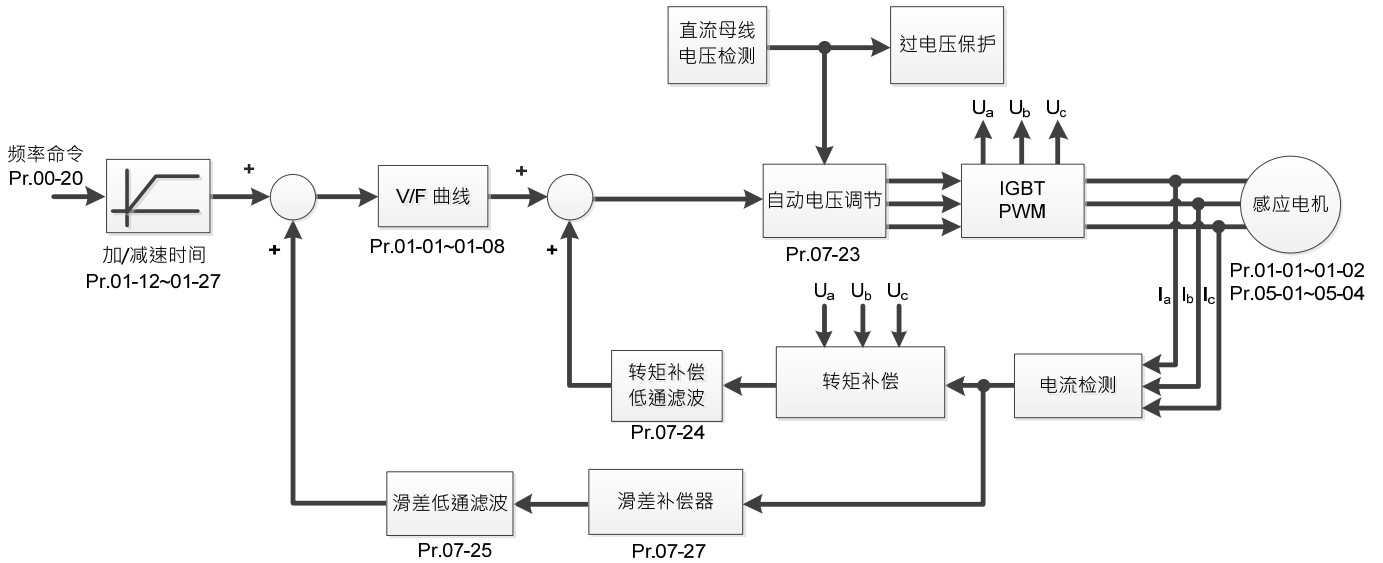 直流母线
电压检测
过电压保护
Ua
Ub
Uc
频率命令
Pr.00-20
+
V/F 曲线
+
自动电压调节
IGBT
PWM
感应电机
加/减速时间
Pr.01-12~01-27
+
Pr.01-01~01-08
+
Pr.07-23
Pr.01-01~01-02
Pr.05-01~05-04
Ua
Ub
Uc
Ia
Ib
Ic
转矩补偿
低通滤波
转矩补偿
电流检测
Pr.07-24
滑差低通滤波
滑差补偿器
Pr.07-25
Pr.07-27